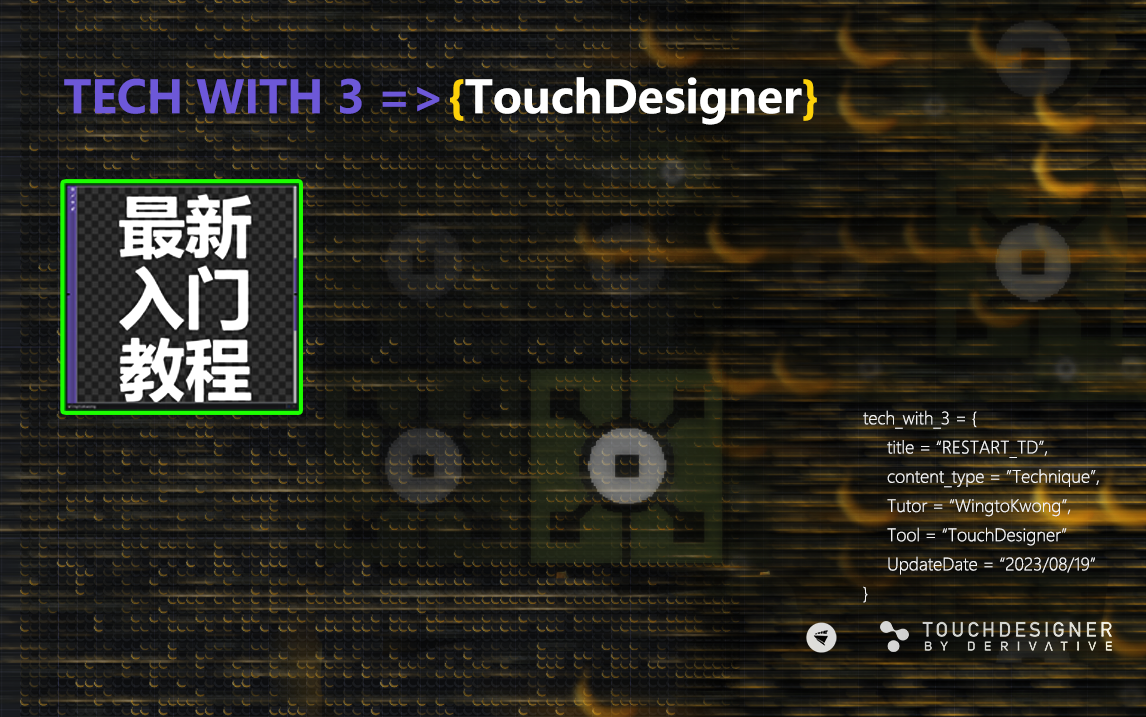 TECH WITH 3 => {TouchDesigner}
最新
入门
教程
tech_with_3 = {
title = “RESTART_TD”,
content_type = “Technique”,
Tutor = “WingtoKwong”,
Tool = “TouchDesigner”
UpdateDate = “2023/08/19”
}
TOUCHDESIGNER
BY DERIVATIVE